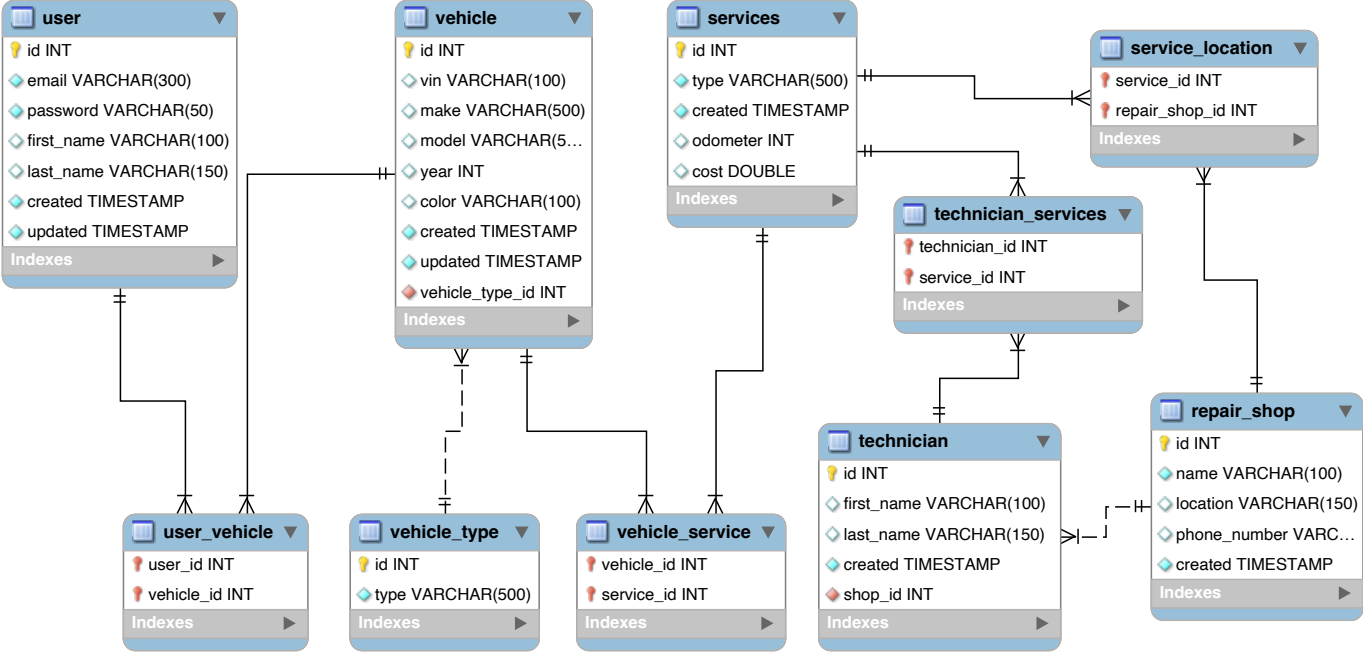 user
id INT
email VARCHAR(300)
password VARCHAR(50)
first_name VARCHAR(100)
last_name VARCHAR(150)
created TIMESTAMP
updated TIMESTAMP
Indexes
vehicle
id INT
vin VARCHAR(100)
make VARCHAR(500)
model VARCHAR(5...
year INT
color VARCHAR(100)
created TIMESTAMP
updated TIMESTAMP
vehicle_type_id INT
Indexes
services
id INT
type VARCHAR(500)
created TIMESTAMP
odometer INT
cost DOUBLE
Indexes
service_location
service_id INT
repair_shop_id INT
Indexes
technician_services
technician_id INT
service_id INT
Indexes
technician
id INT
first_name VARCHAR(100)
last_name VARCHAR(150)
created TIMESTAMP
shop_id INT
Indexes
repair_shop
id INT
name VARCHAR(100)
location VARCHAR(150)
phone_number VARC...
created TIMESTAMP
Indexes
user_vehicle
user_id INT
vehicle_id INT
Indexes
vehicle_type
id INT
type VARCHAR(500)
Indexes
vehicle_service
vehicle_id INT
service_id INT
Indexes